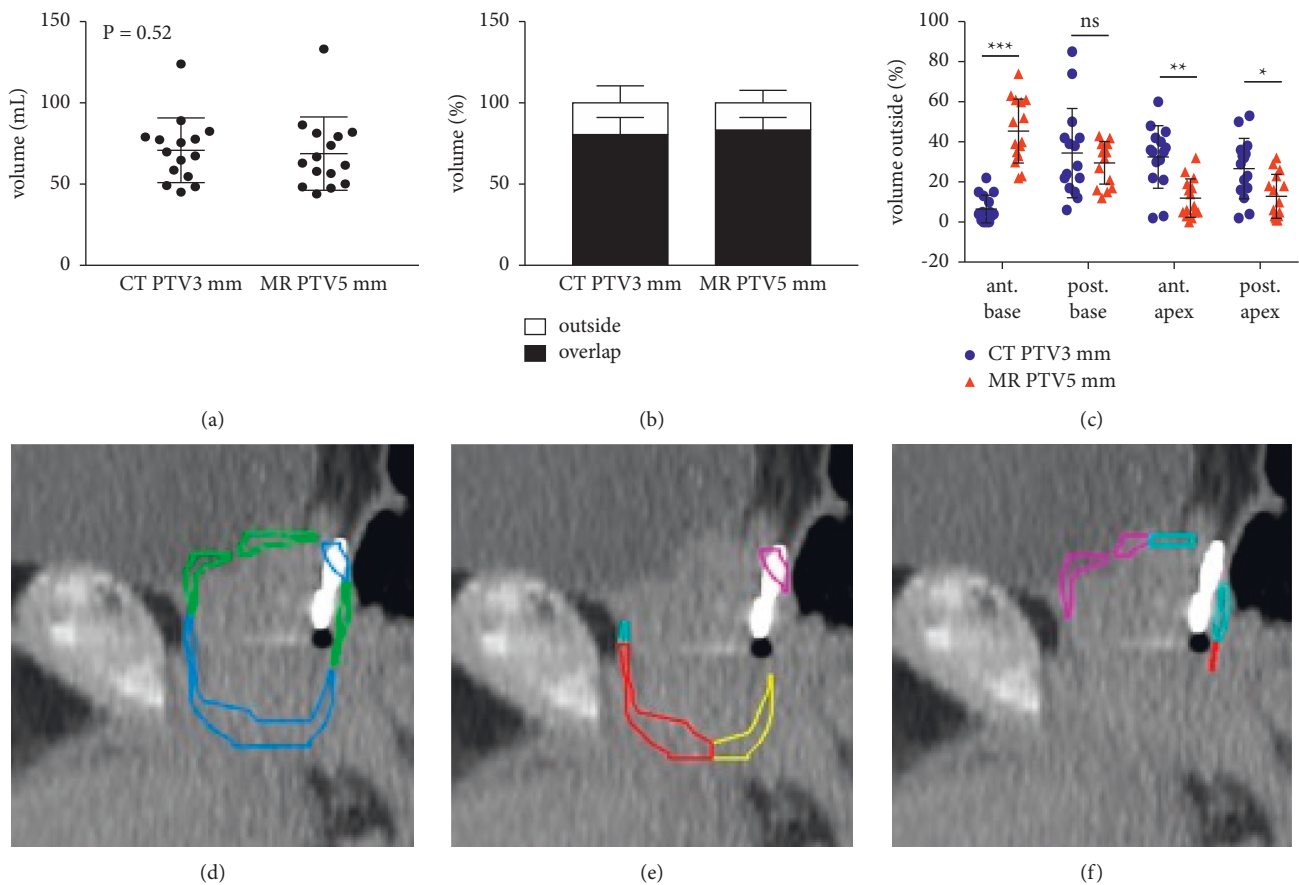 150
100
50
0
volume (mL)
P = 0.52
CT PTV3 mm
MR PTV5 mm
(a)
150
100
50
0
volume (%)
CT PTV3 mm
MR PTV5 mm
outside
overlap
(b)
100
80
60
40
20
0
-20
volume outside (%)
***
ns
**
*
ant. base
post. base
ant. apex
post. apex
CT PTV3 mm
MR PTV5 mm
(c)
(d)
(e)
(f)